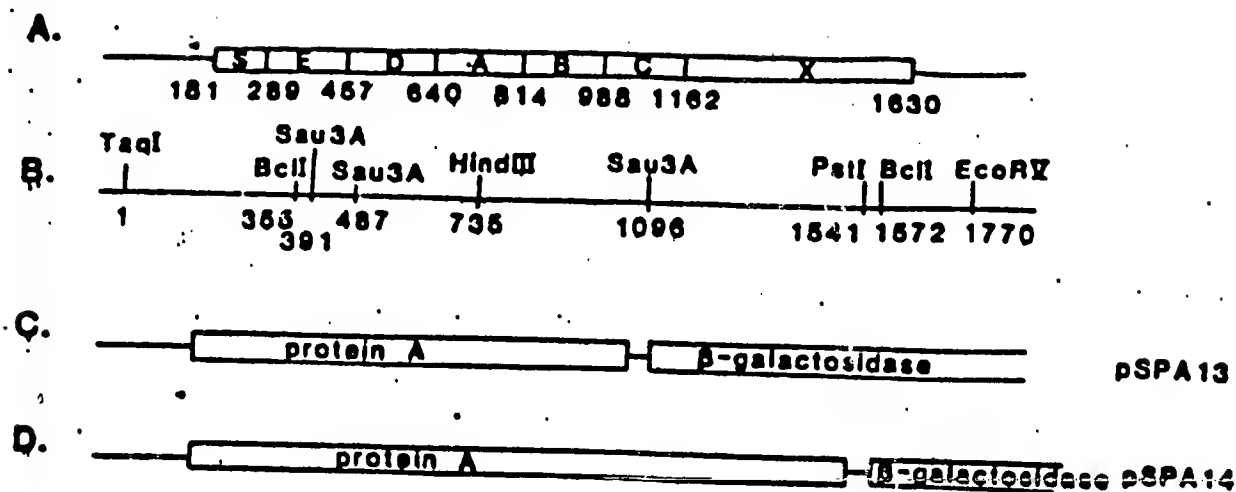 A.
S E D A B C X
181 289 457 640 814 988 1162 1630
B.
TaqI BclI Sau3A Sau3A HindIII Sau3A PstI BclI EcoRV
1 353 391 487 735 1096 1541 1572 1770
C.
protein A β-galactosidase pSPA13
D.
protein A β-galactosidase pSPA14